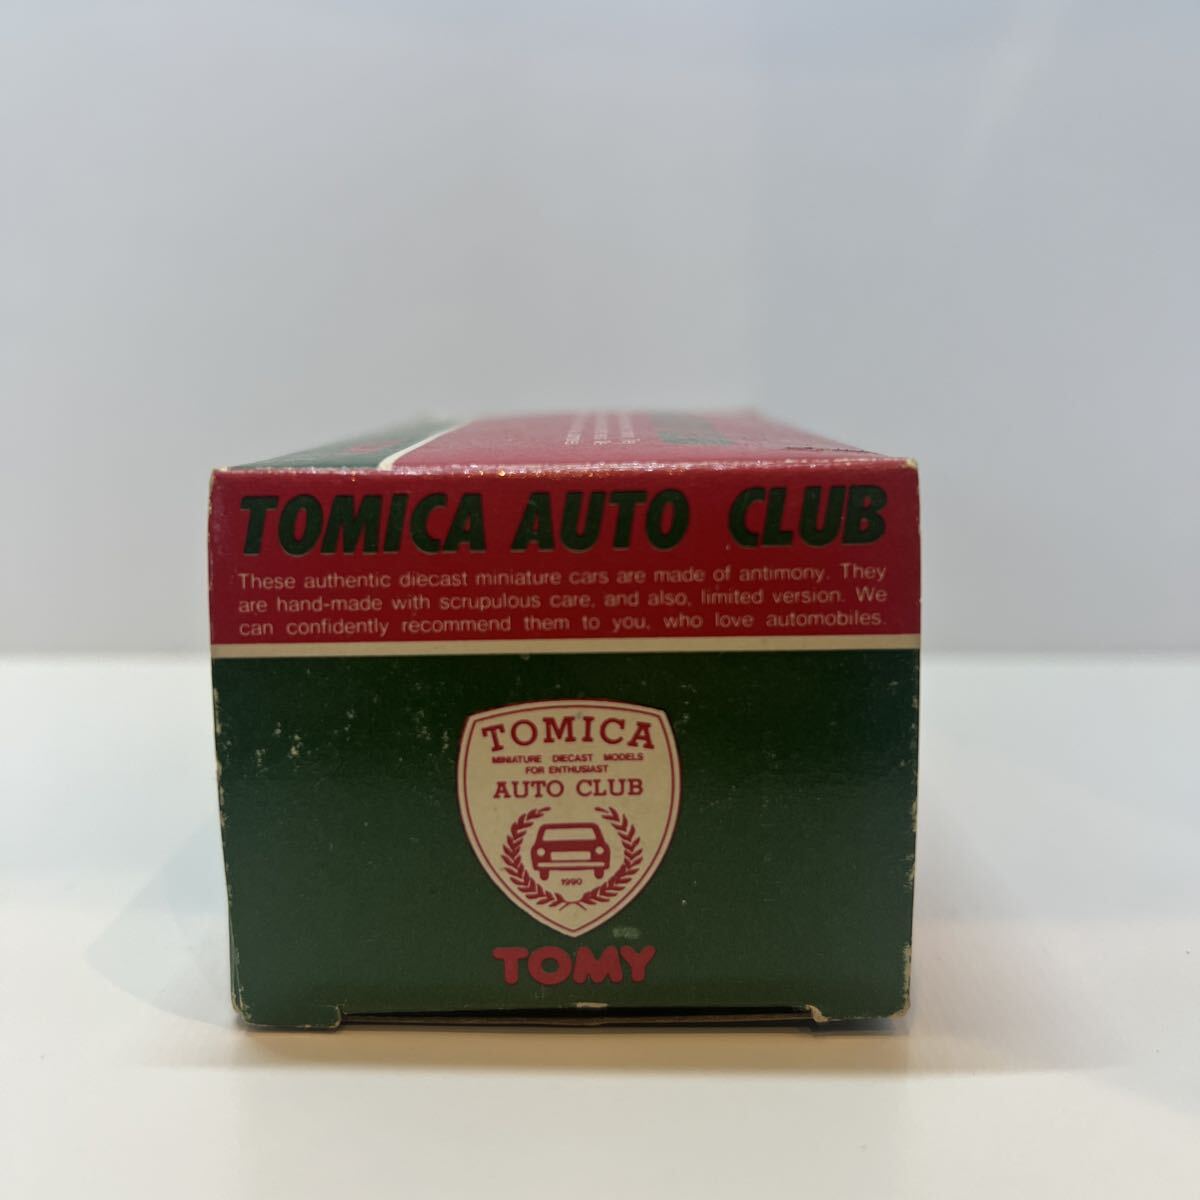 TOMICA AUTO CLUB
These authentic diecast miniature cars are made of antimony. They
are hand-made with scrupulous care, and also, limited version. We
can confidently recommend them to you, who love automobiles.
TOMICA
MINIATURE DIECAST MODELS
FOR ENTHUSIAST
AUTO CLUB
1990
TOMY